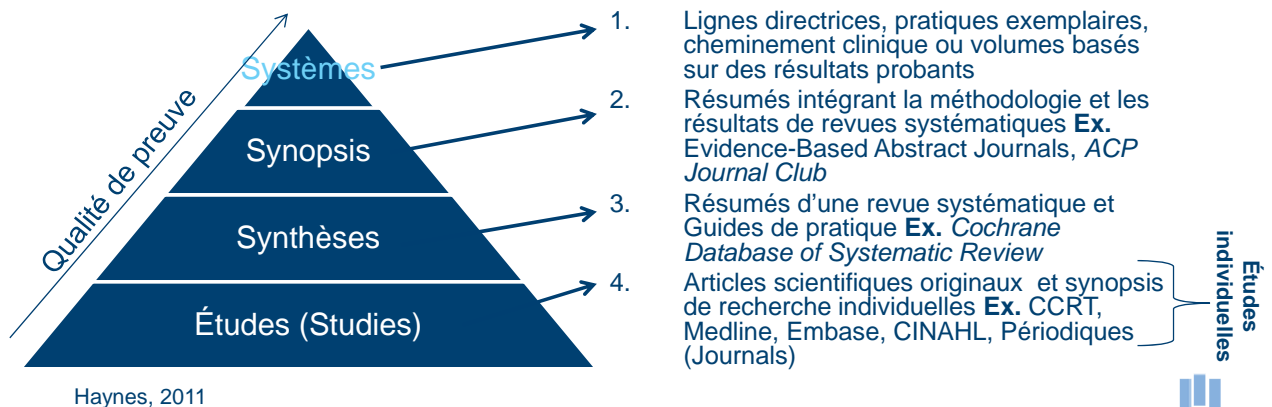 Qualité de preuve
Systèmes
Synopsis
Synthèses
Études (Studies)
Haynes, 2011
1. Lignes directrices, pratiques exemplaires,
cheminement clinique ou volumes basés
sur des résultats probants
2. Résumés intégrant la méthodologie et les
résultats de revues systématiques Ex.
Evidence-Based Abstract Journals, ACP
Journal Club
3. Résumés d’une revue systématique et
Guides de pratique Ex. Cochrane
Database of Systematic Review
4. Articles scientifiques originaux et synopsis
de recherche individuelles Ex. CCRT,
Medline, Embase, CINAHL, Périodiques
(Journals)
Études
individuelles